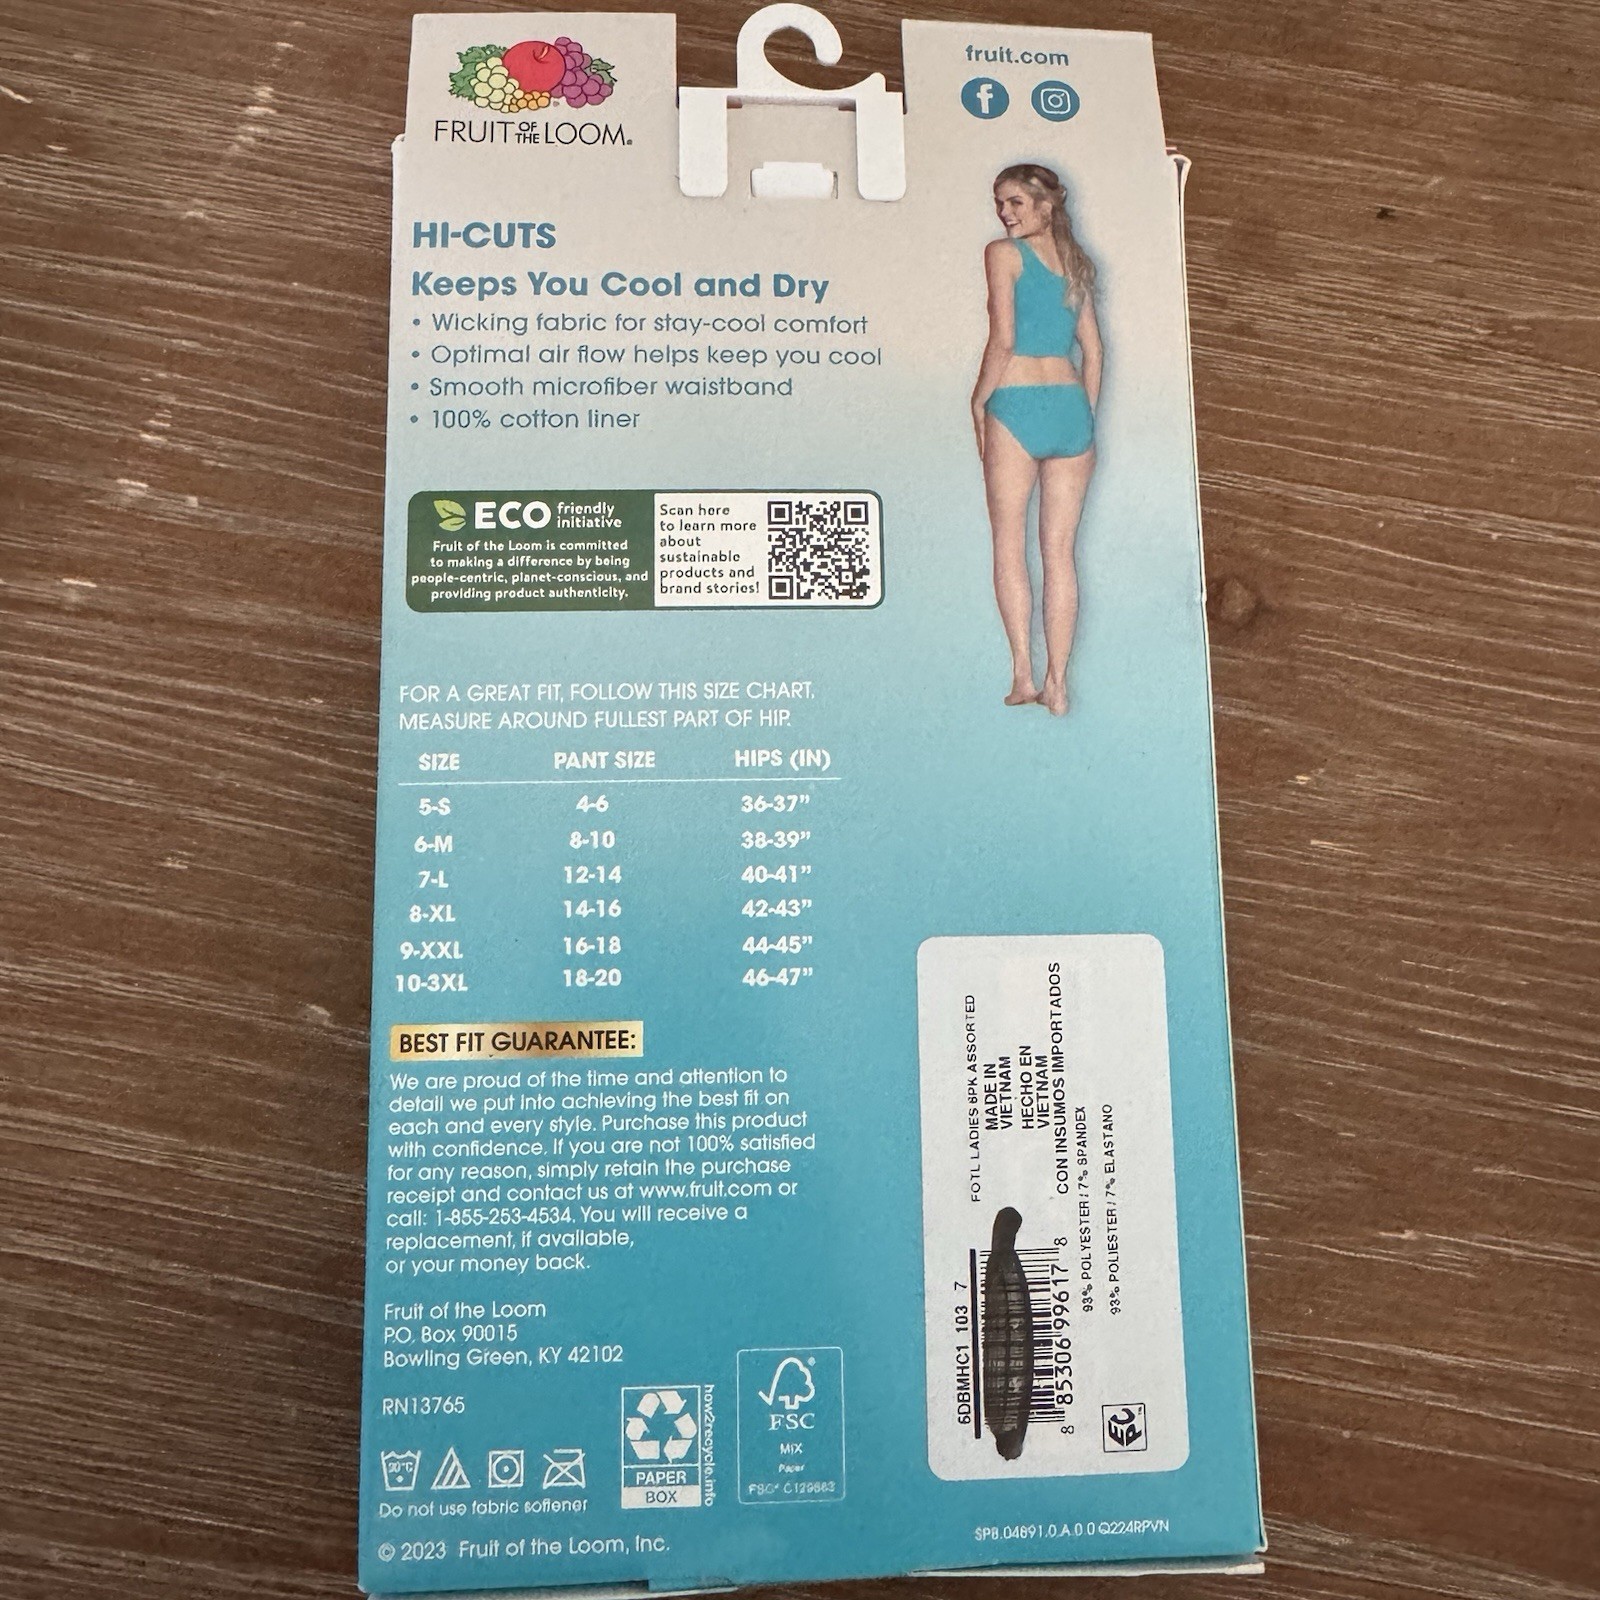 FRUIT OF THE LOOM®
fruit.com
HI-CUTS
Keeps You Cool and Dry
• Wicking fabric for stay-cool comfort
• Optimal air flow helps keep you cool
• Smooth microfiber waistband
• 100% cotton liner
ECO friendly initiative
Fruit of the Loom is committed
to making a difference by being
people-centric, planet-conscious, and
providing product authenticity.
Scan here
to learn more
about
sustainable
products and
brand stories!
FOR A GREAT FIT, FOLLOW THIS SIZE CHART.
MEASURE AROUND FULLEST PART OF HIP.
SIZE PANT SIZE HIPS (IN)
5-S 4-6 36-37”
6-M 8-10 38-39”
7-L 12-14 40-41”
8-XL 14-16 42-43”
9-XXL 16-18 44-45”
10-3XL 18-20 46-47”
BEST FIT GUARANTEE:
We are proud of the time and attention to
detail we put into achieving the best fit on
each and every style. Purchase this product
with confidence. If you are not 100% satisfied
for any reason, simply retain the purchase
receipt and contact us at www.fruit.com or
call: 1-855-253-4534. You will receive a
replacement, if available,
or your money back.
Fruit of the Loom
P.O. Box 90015
Bowling Green, KY 42102
RN13765
30°C
Do not use fabric softener
© 2023 Fruit of the Loom, Inc.
PAPER
BOX
how2recycle.info
FSC
MIX
Paper
FSC® C129863
6DBMHC1 103 7
FOTL LADIES 6PK ASSORTED
MADE IN
VIETNAM
HECHO EN
VIETNAM
CON INSUMOS IMPORTADOS
8 85306 99617 8
93% POLYESTER / 7% SPANDEX
93% POLIESTER / 7% ELASTANO
EPC™
SP8.04891.0.A.0.0 Q224RPVN